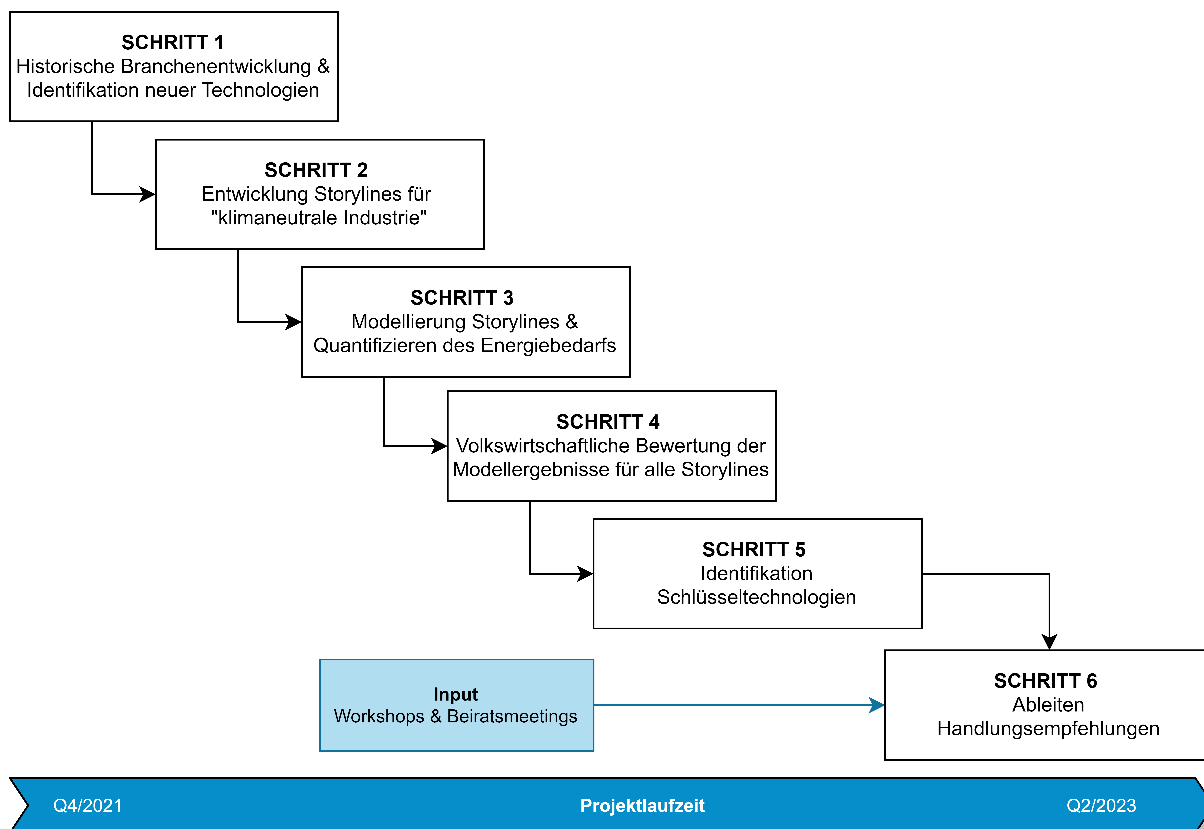 SCHRITT 1
Historische Branchenentwicklung &
Identifikation neuer Technologien
SCHRITT 2
Entwicklung Storylines für
"klimaneutrale Industrie"
SCHRITT 3
Modellierung Storylines &
Quantifizieren des Energiebedarfs
SCHRITT 4
Volkswirtschaftliche Bewertung der
Modellergebnisse für alle Storylines
SCHRITT 5
Identifikation
Schlüsseltechnologien
Input
Workshops & Beiratsmeetings
SCHRITT 6
Ableiten
Handlungsempfehlungen
Q4/2021 Projektlaufzeit Q2/2023